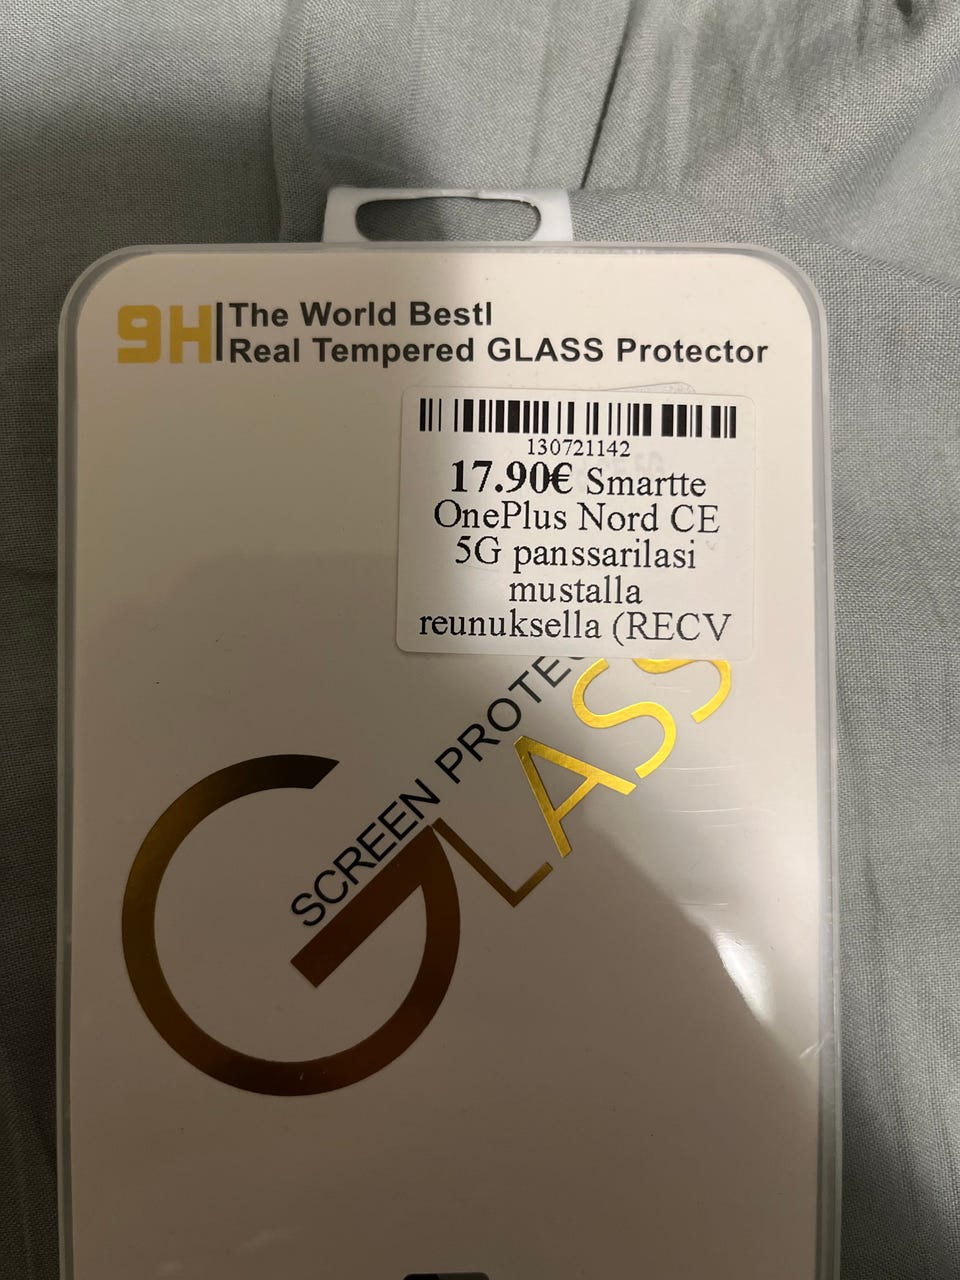 9H
The World Bestl
Real Tempered GLASS Protector
130721142
17.90€ Smartte
OnePlus Nord CE
5G panssarilasi
mustalla
reunuksella (RECV
SCREEN PROTEC
GLASS